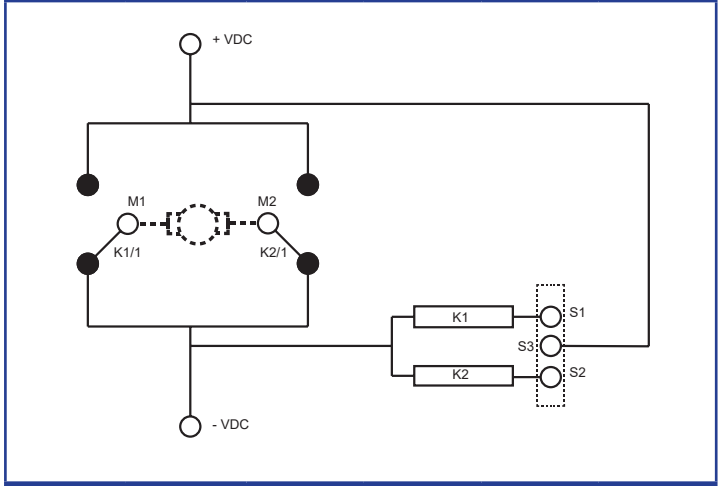 + VDC
M1
M2
K1/1
K2/1
K1
S1
S3
K2
S2
- VDC